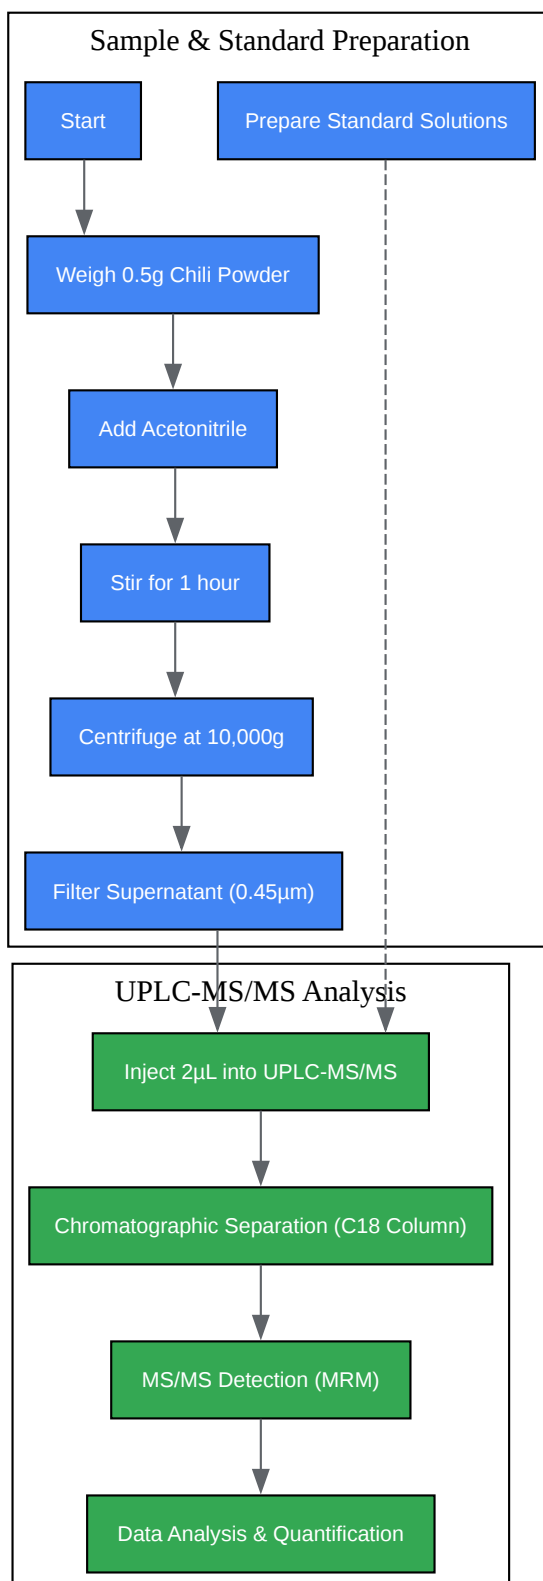 Sample & Standard Preparation
Start
Prepare Standard Solutions
Weigh 0.5g Chili Powder
Add Acetonitrile
Stir for 1 hour
Centrifuge at 10,000g
Filter Supernatant (0.45µm)
UPLC-MS/MS Analysis
Inject 2µL into UPLC-MS/MS
Chromatographic Separation (C18 Column)
MS/MS Detection (MRM)
Data Analysis & Quantification